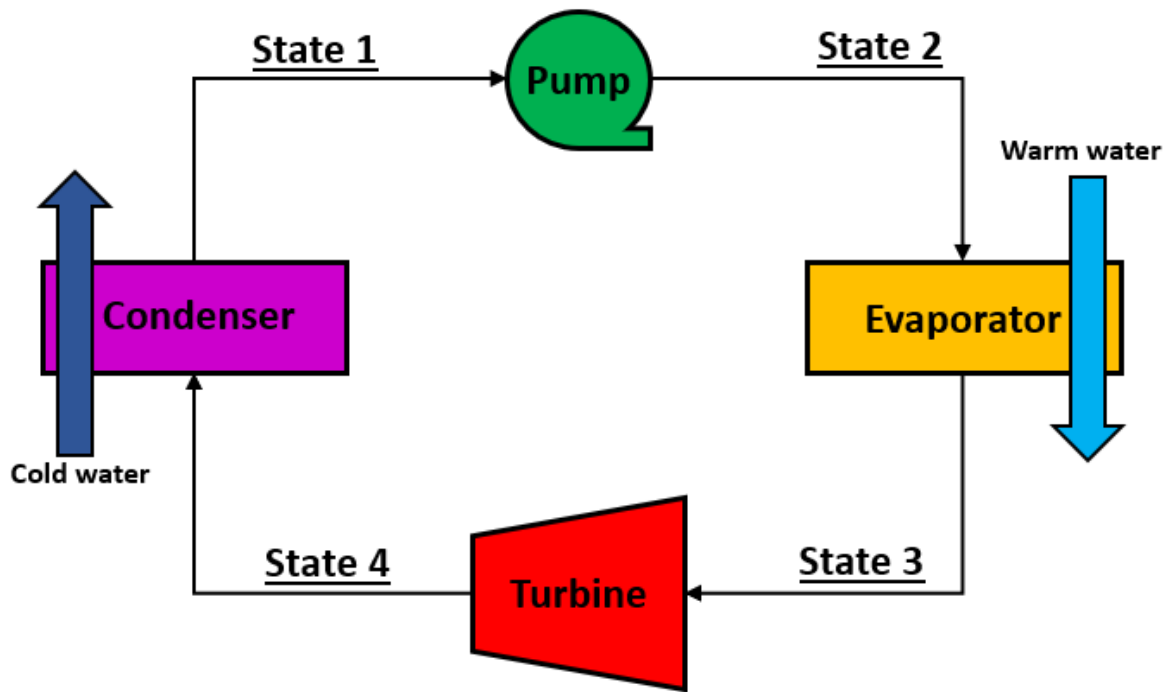 State 1
Pump
State 2
Warm water
Condenser
Evaporator
Cold water
State 4
Turbine
State 3